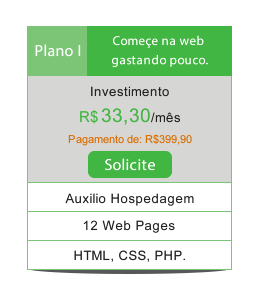 Plano I
Começe na web
gastando pouco.
Investimento
R$ 33,30/mês
Pagamento de: R$399,90
Solicite
Auxilio Hospedagem
12 Web Pages
HTML, CSS, PHP.